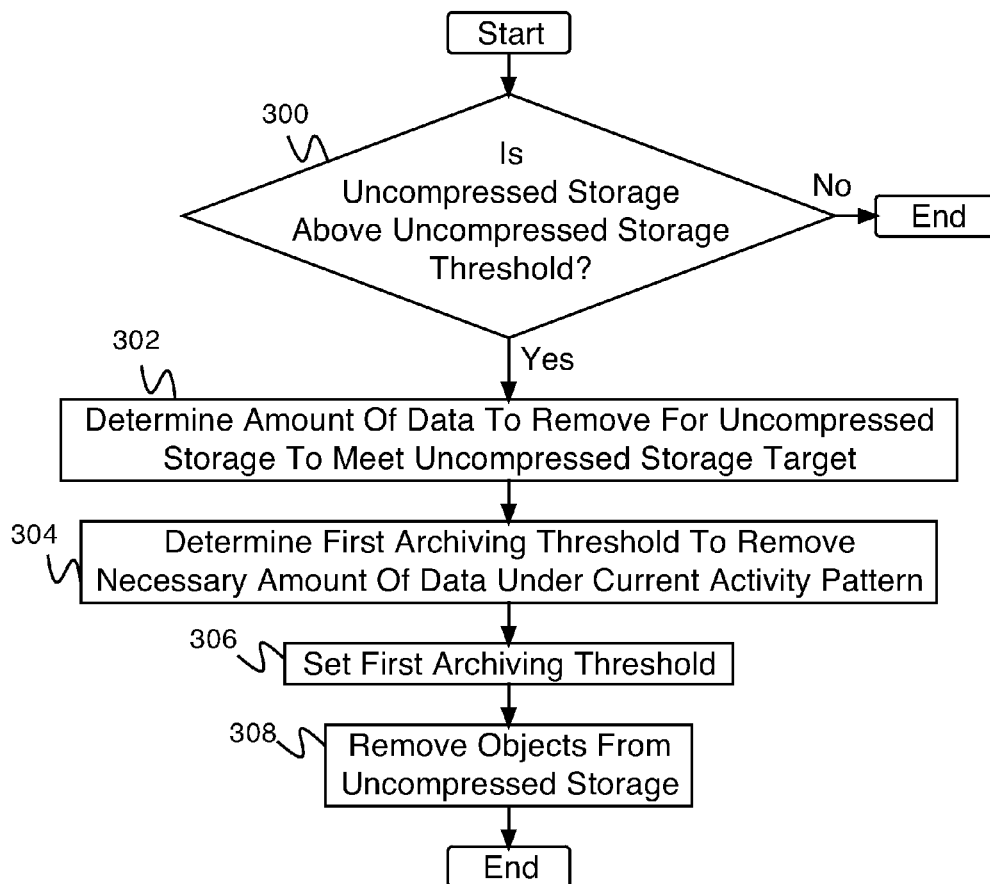 Start
300
Is
Uncompressed Storage
Above Uncompressed Storage
Threshold?
No
End
Yes
302
Determine Amount Of Data To Remove For Uncompressed
Storage To Meet Uncompressed Storage Target
304
Determine First Archiving Threshold To Remove
Necessary Amount Of Data Under Current Activity Pattern
306
Set First Archiving Threshold
308
Remove Objects From
Uncompressed Storage
End